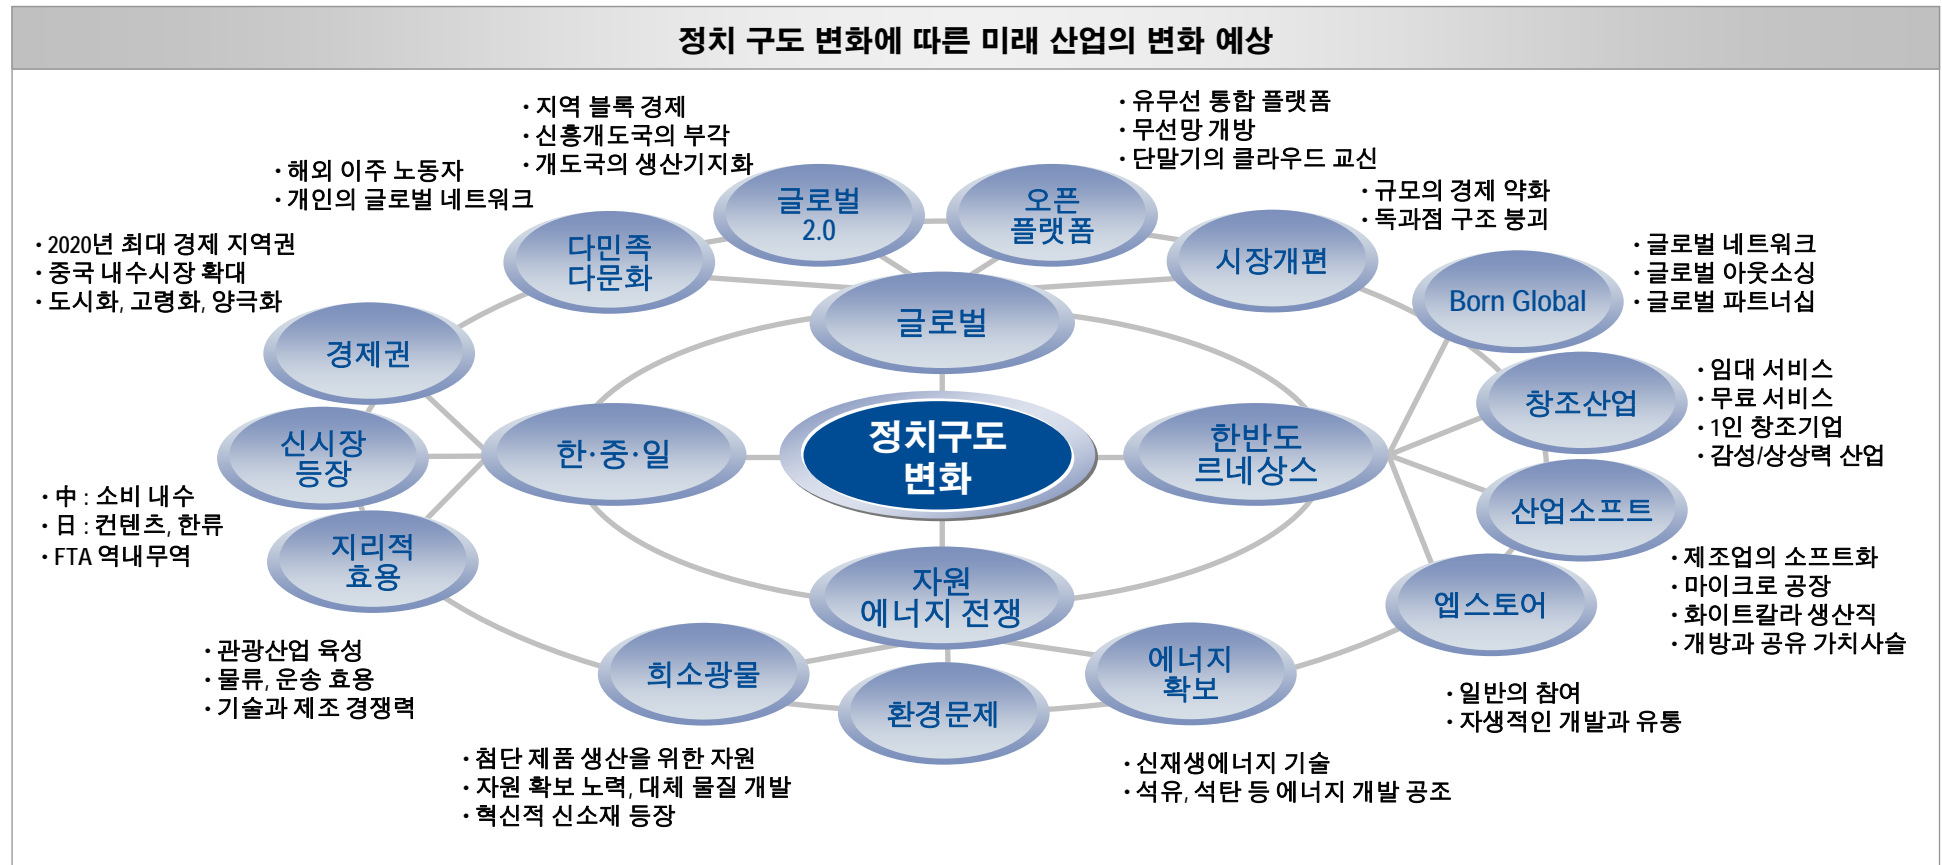 정치 구도 변화에 따른 미래 산업의 변화 예상
· 지역 블록 경제
· 신흥개도국의 부각
· 개도국의 생산기지화
· 유무선 통합 플랫폼
· 무선망 개방
· 단말기의 클라우드 교신
· 해외 이주 노동자
· 개인의 글로벌 네트워크
· 규모의 경제 약화
· 독과점 구조 붕괴
· 2020년 최대 경제 지역권
· 중국 내수시장 확대
· 도시화, 고령화, 양극화
· 글로벌 네트워크
· 글로벌 아웃소싱
· 글로벌 파트너십
글로벌
2.0
오픈
플랫폼
다민족
다문화
시장개편
Born Global
글로벌
경제권
창조산업
· 임대 서비스
· 무료 서비스
· 1인 창조기업
· 감성/상상력 산업
신시장
등장
한·중·일
정치구도
변화
한반도
르네상스
산업소프트
· 中 : 소비 내수
· 日 : 컨텐츠, 한류
· FTA 역내무역
지리적
효용
자원
에너지 전쟁
엡스토어
· 제조업의 소프트화
· 마이크로 공장
· 화이트칼라 생산직
· 개방과 공유 가치사슬
· 관광산업 육성
· 물류, 운송 효용
· 기술과 제조 경쟁력
희소광물
환경문제
에너지
확보
· 일반의 참여
· 자생적인 개발과 유통
· 첨단 제품 생산을 위한 자원
· 자원 확보 노력, 대체 물질 개발
· 혁신적 신소재 등장
· 신재생에너지 기술
· 석유, 석탄 등 에너지 개발 공조